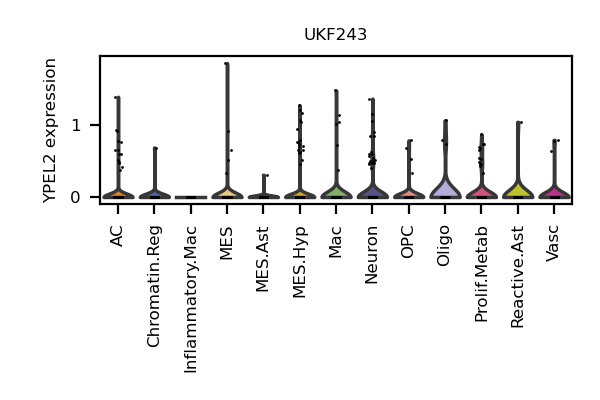 UKF243
YPEL2 expression
1
0
AC
Chromatin.Reg
Inflammatory.Mac
MES
MES.Ast
MES.Hyp
Mac
Neuron
OPC
Oligo
Prolif.Metab
Reactive.Ast
Vasc